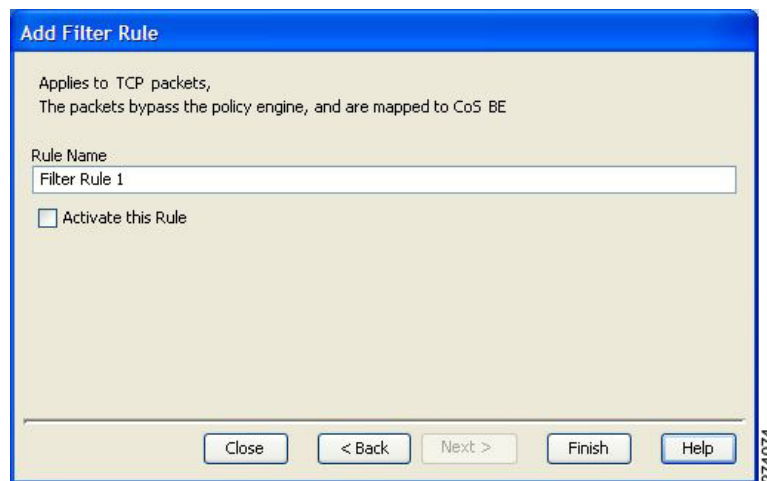 Add Filter Rule
Applies to TCP packets,
The packets bypass the policy engine, and are mapped to CoS BE
Rule Name
Filter Rule 1
Activate this Rule
Close
< Back
Next >
Finish
Help